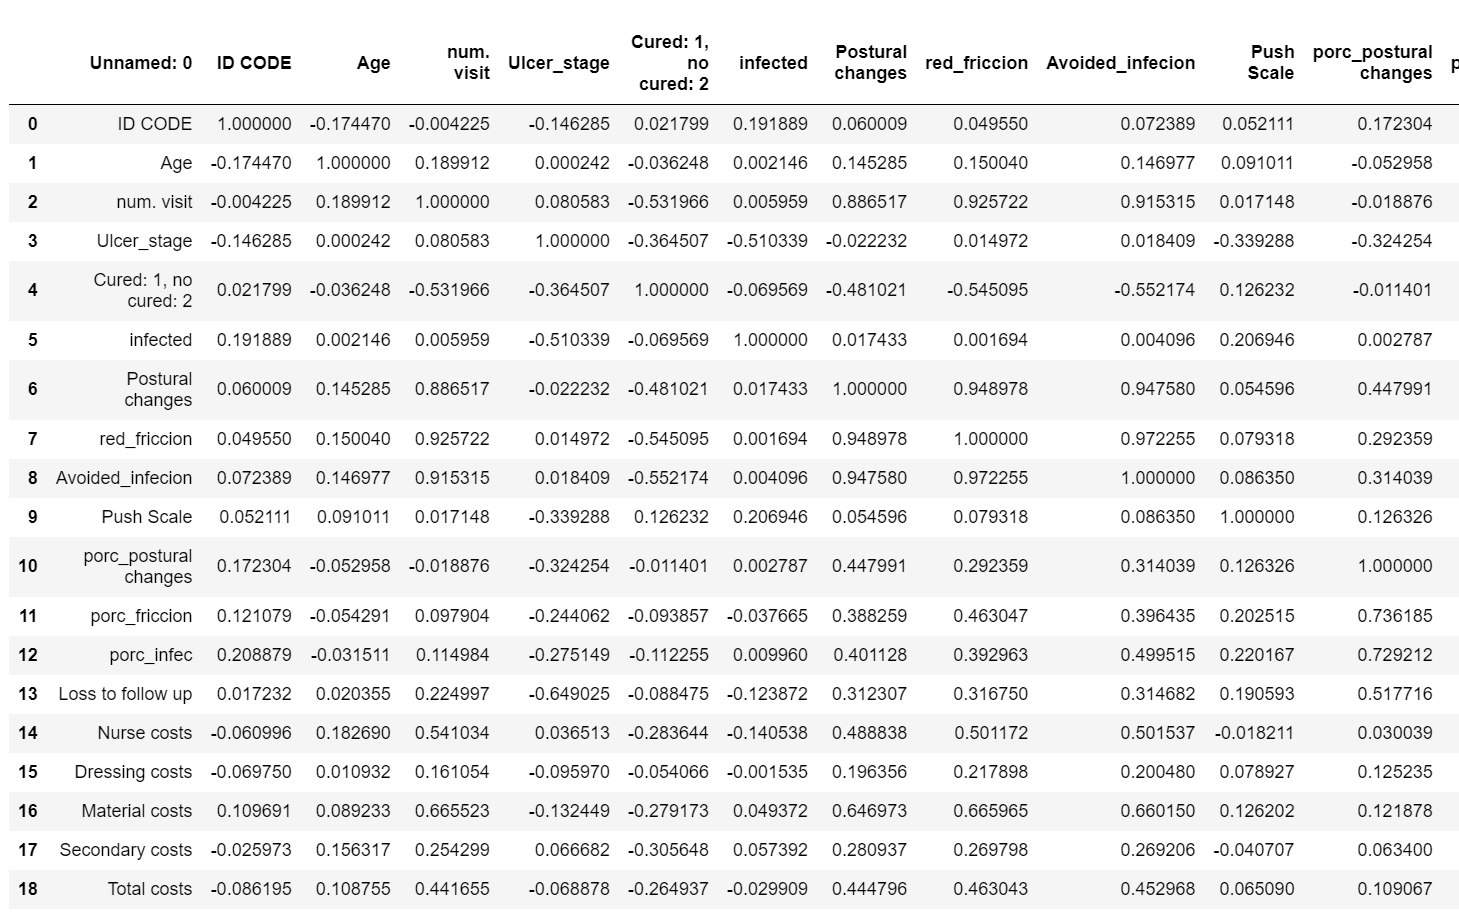 Unnamed: 0 ID CODE Age num. visit Ulcer_stage Cured: 1, no cured: 2 infected Postural changes red_friccion Avoided_infecion Push Scale porc_postural changes
0 ID CODE 1.000000 -0.174470 -0.004225 -0.146285 0.021799 0.191889 0.060009 0.049550 0.072389 0.052111 0.172304
1 Age -0.174470 1.000000 0.189912 0.000242 -0.036248 0.002146 0.145285 0.150040 0.146977 0.091011 -0.052958
2 num. visit -0.004225 0.189912 1.000000 0.080583 -0.531966 0.005959 0.886517 0.925722 0.915315 0.017148 -0.018876
3 Ulcer_stage -0.146285 0.000242 0.080583 1.000000 -0.364507 -0.510339 -0.022232 0.014972 0.018409 -0.339288 -0.324254
4 Cured: 1, no cured: 2 0.021799 -0.036248 -0.531966 -0.364507 1.000000 -0.069569 -0.481021 -0.545095 -0.552174 0.126232 -0.011401
5 infected 0.191889 0.002146 0.005959 -0.510339 -0.069569 1.000000 0.017433 0.001694 0.004096 0.206946 0.002787
6 Postural changes 0.060009 0.145285 0.886517 -0.022232 -0.481021 0.017433 1.000000 0.948978 0.947580 0.054596 0.447991
7 red_friccion 0.049550 0.150040 0.925722 0.014972 -0.545095 0.001694 0.948978 1.000000 0.972255 0.079318 0.292359
8 Avoided_infecion 0.072389 0.146977 0.915315 0.018409 -0.552174 0.004096 0.947580 0.972255 1.000000 0.086350 0.314039
9 Push Scale 0.052111 0.091011 0.017148 -0.339288 0.126232 0.206946 0.054596 0.079318 0.086350 1.000000 0.126326
10 porc_postural changes 0.172304 -0.052958 -0.018876 -0.324254 -0.011401 0.002787 0.447991 0.292359 0.314039 0.126326 1.000000
11 porc_friccion 0.121079 -0.054291 0.097904 -0.244062 -0.093857 -0.037665 0.388259 0.463047 0.396435 0.202515 0.736185
12 porc_infec 0.208879 -0.031511 0.114984 -0.275149 -0.112255 0.009960 0.401128 0.392963 0.499515 0.220167 0.729212
13 Loss to follow up 0.017232 0.020355 0.224997 -0.649025 -0.088475 -0.123872 0.312307 0.316750 0.314682 0.190593 0.517716
14 Nurse costs -0.060996 0.182690 0.541034 0.036513 -0.283644 -0.140538 0.488838 0.501172 0.501537 -0.018211 0.030039
15 Dressing costs -0.069750 0.010932 0.161054 -0.095970 -0.054066 -0.001535 0.196356 0.217898 0.200480 0.078927 0.125235
16 Material costs 0.109691 0.089233 0.665523 -0.132449 -0.279173 0.049372 0.646973 0.665965 0.660150 0.126202 0.121878
17 Secondary costs -0.025973 0.156317 0.254299 0.066682 -0.305648 0.057392 0.280937 0.269798 0.269206 -0.040707 0.063400
18 Total costs -0.086195 0.108755 0.441655 -0.068878 -0.264937 -0.029909 0.444796 0.463043 0.452968 0.065090 0.109067